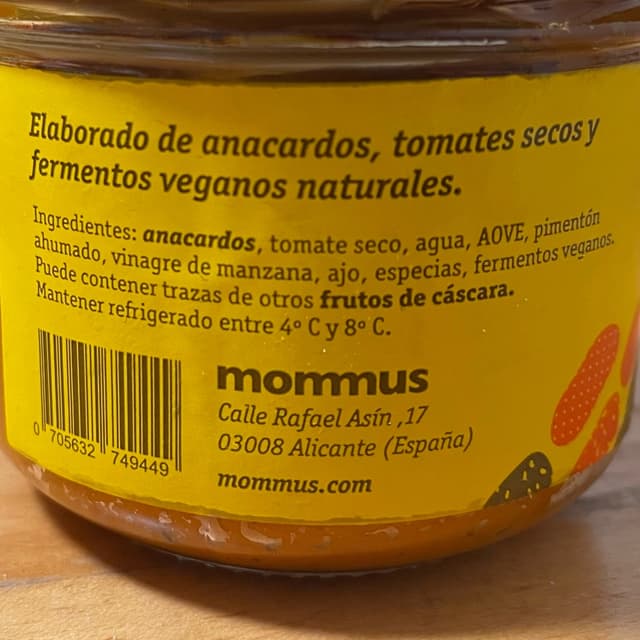 Elaborado de anacardos, tomates secos y
fermentos veganos naturales.
Ingredientes: anacardos, tomate seco, agua, AOVE, pimentón
ahumado, vinagre de manzana, ajo, especias, fermentos veganos.
Puede contener trazas de otros frutos de cáscara.
Mantener refrigerado entre 4º C y 8º C.
0 705632 749449
mommus
Calle Rafael Asín ,17
03008 Alicante (España)
mommus.com